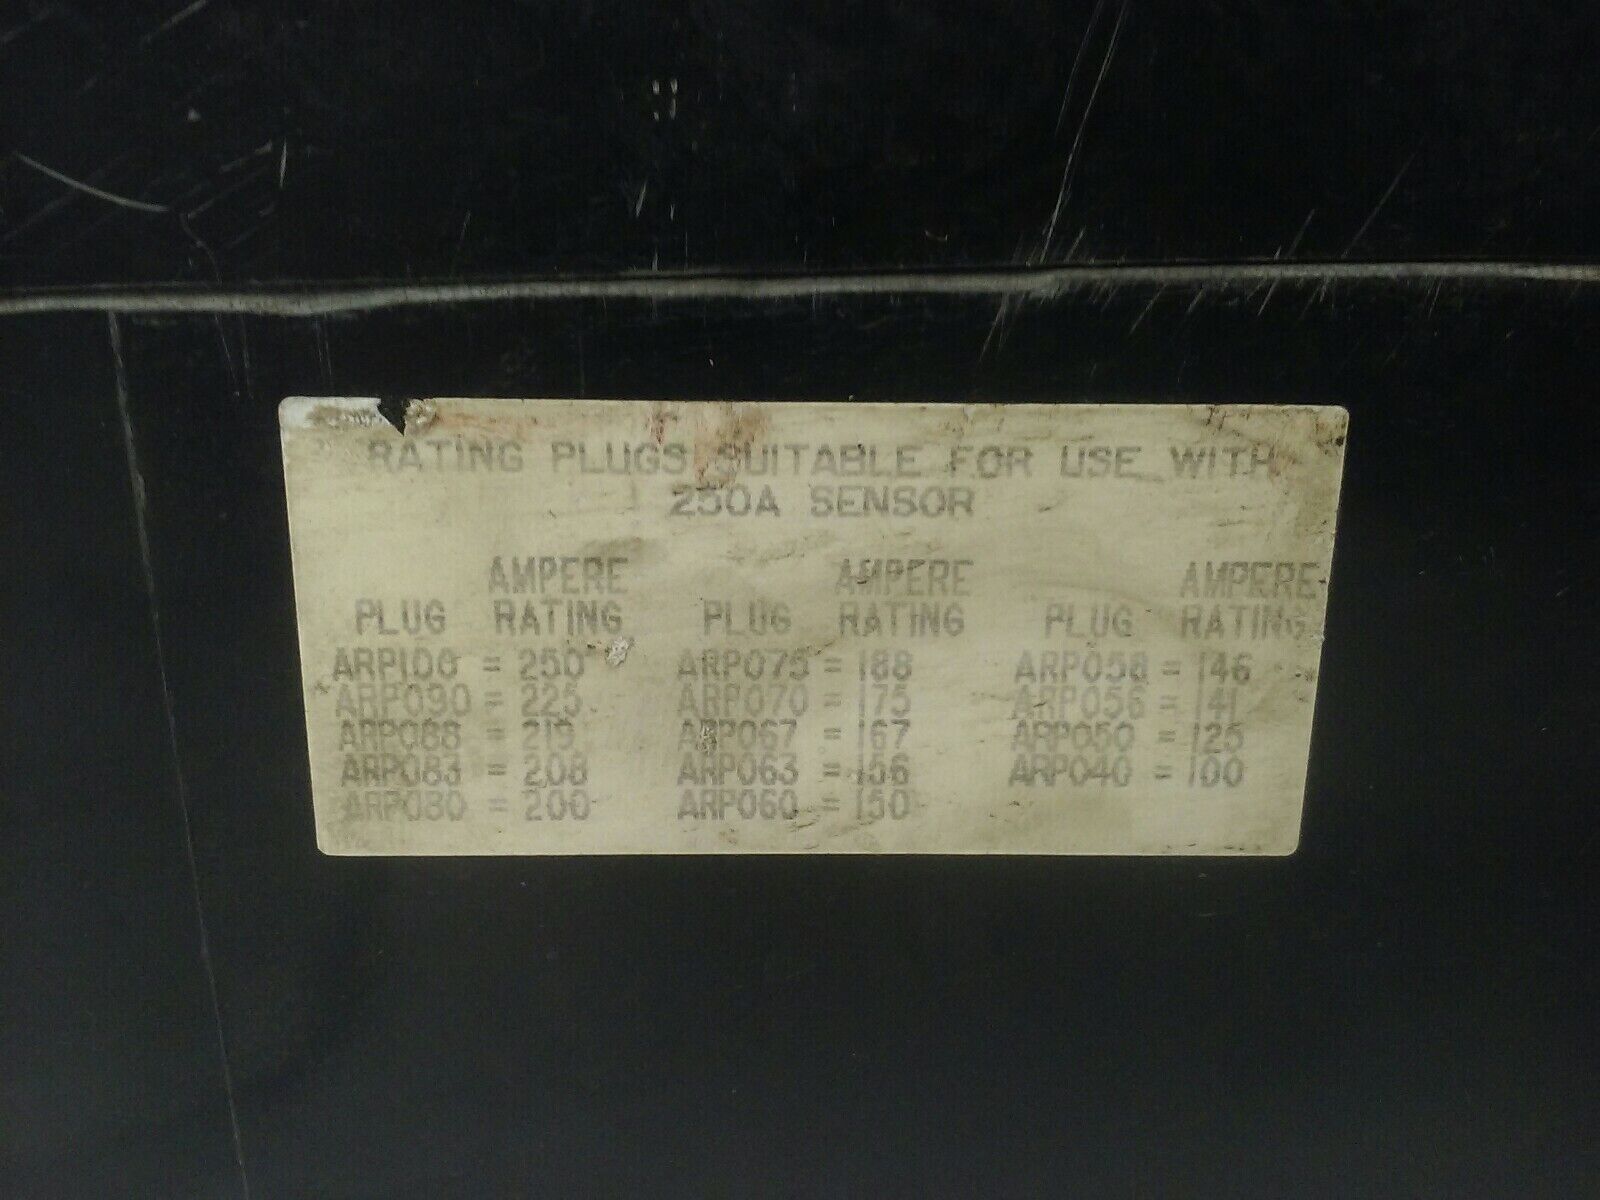 RATING PLUGS SUITABLE FOR USE WITH
250A SENSOR
AMPERE AMPERE AMPERE
PLUG RATING PLUG RATING PLUG RATING
ARP100 = 250 ARP075 = 188 ARP058 = 146
ARP090 = 225 ARP070 = 175 ARP056 = 141
ARP088 = 219 ARP067 = 167 ARP050 = 125
ARP083 = 208 ARP063 = 156 ARP040 = 100
ARP080 = 200 ARP060 = 150